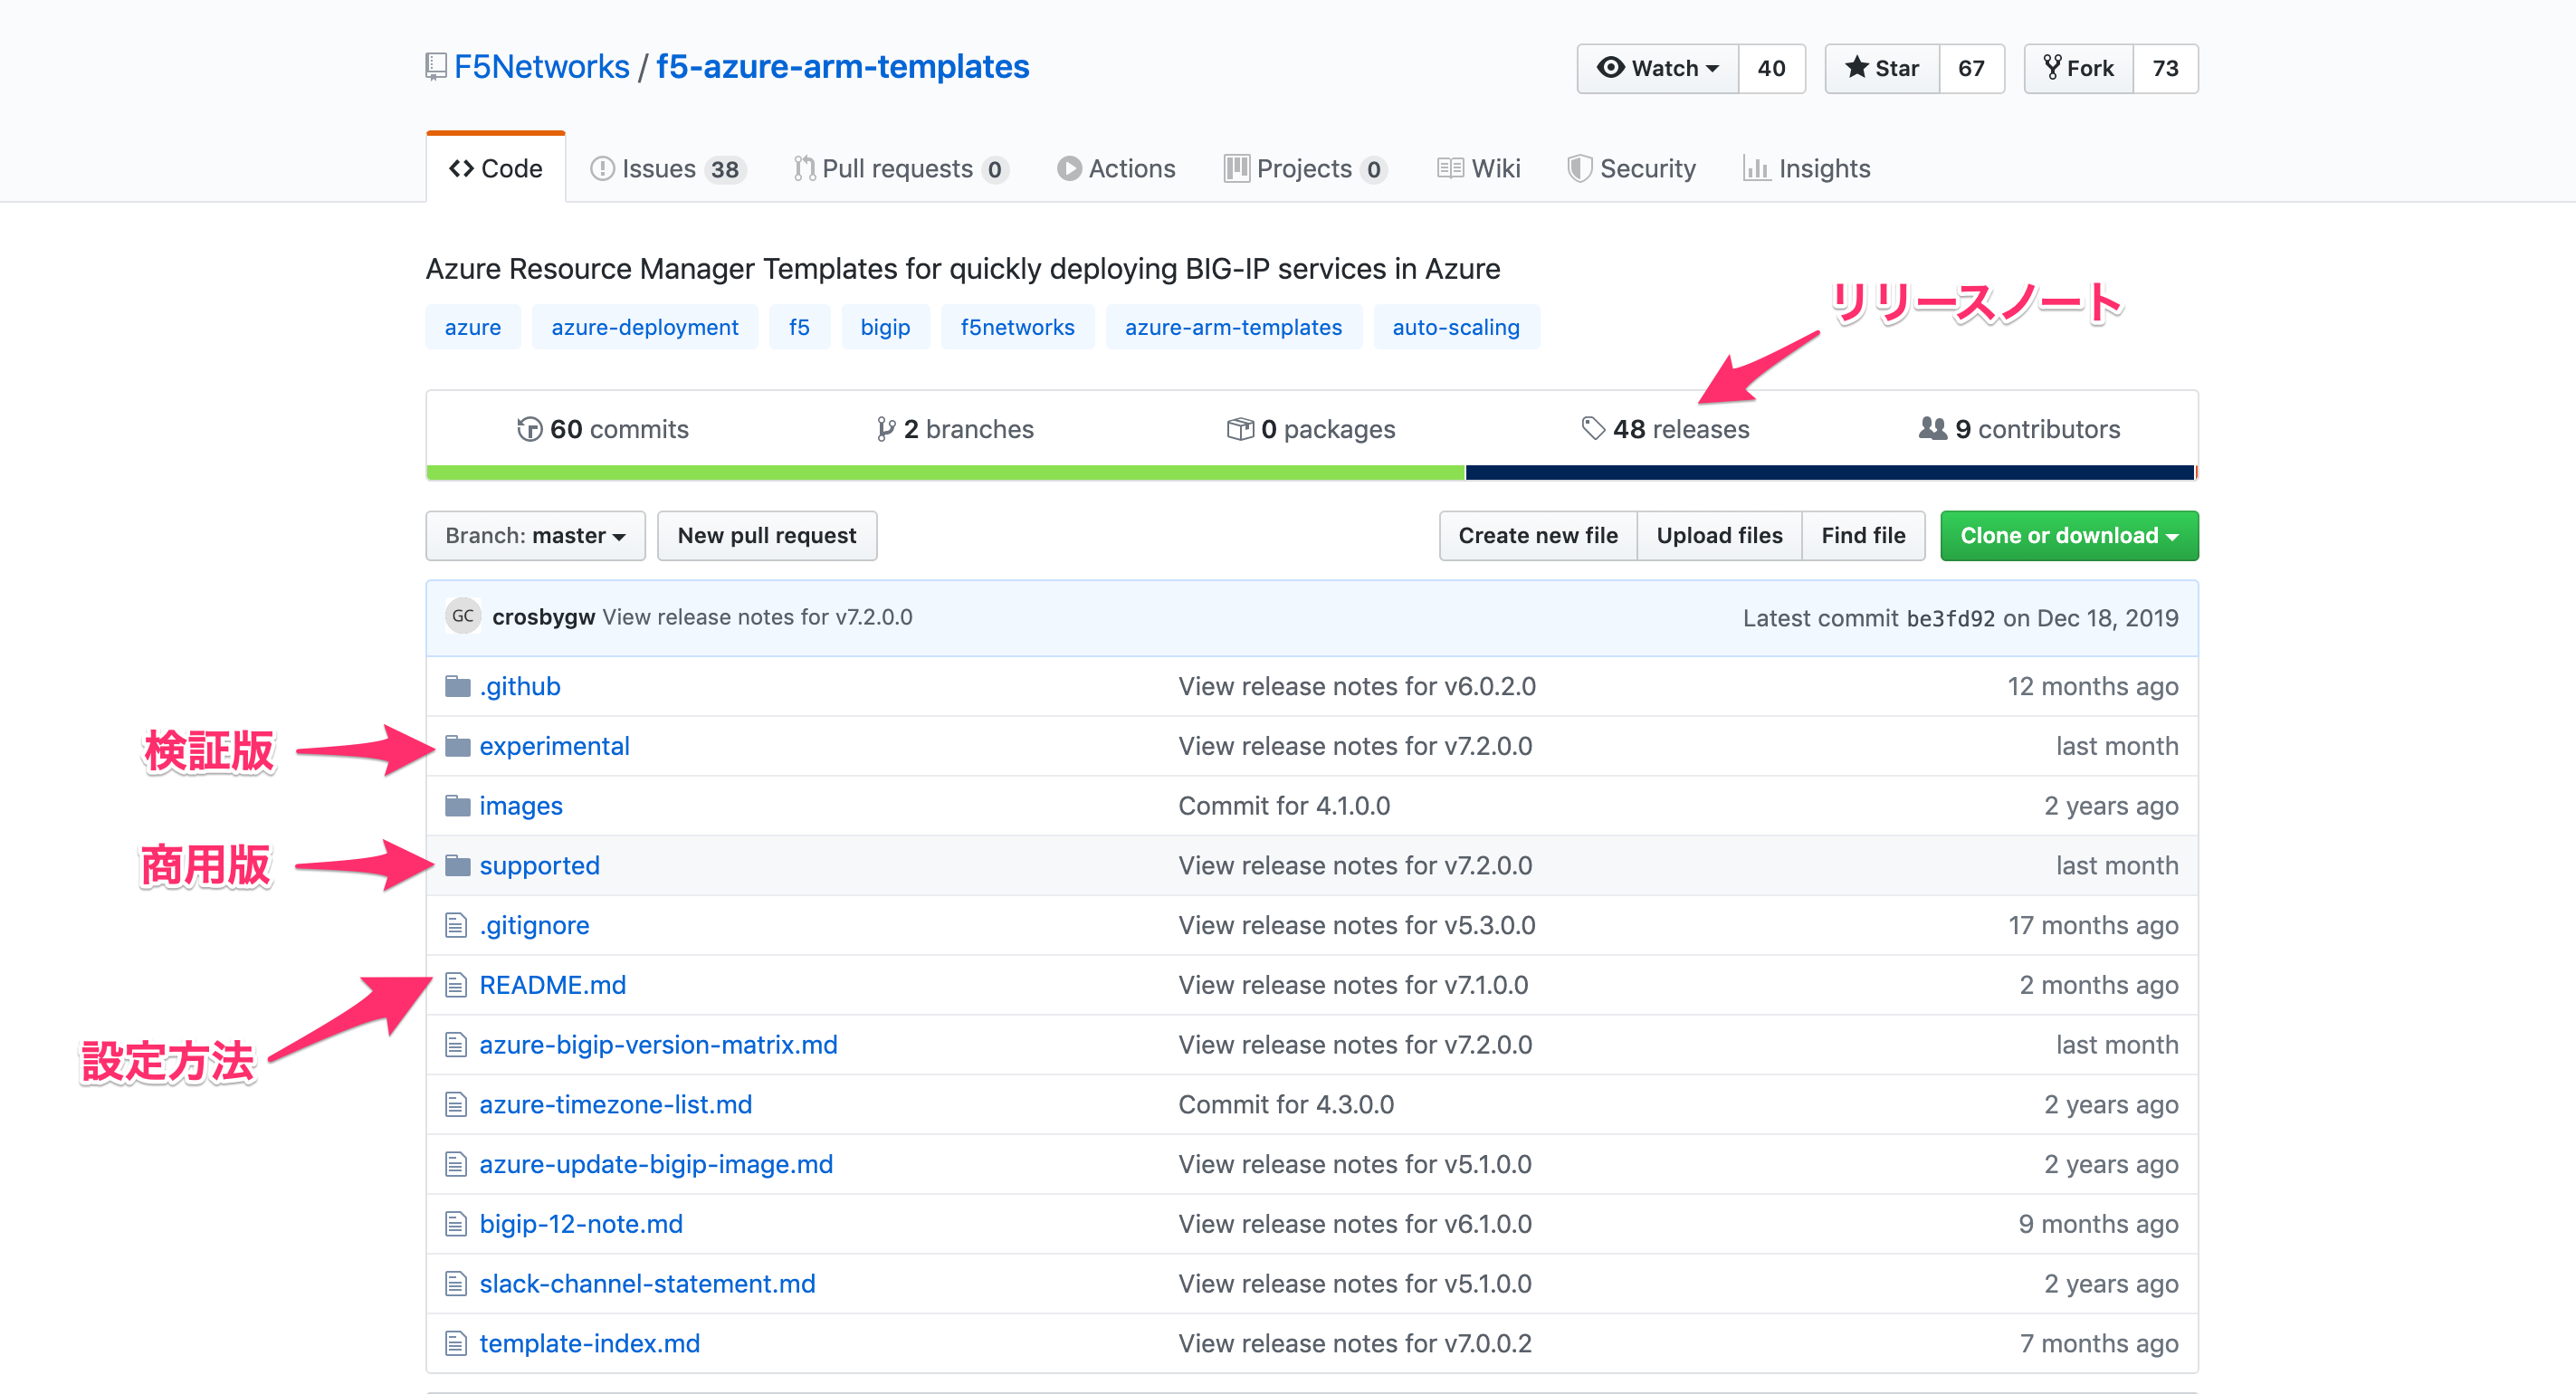 F5Networks / f5-azure-arm-templates
Watch 40 Star 67 Fork 73
Code Issues 38 Pull requests 0 Actions Projects 0 Wiki Security Insights
Azure Resource Manager Templates for quickly deploying BIG-IP services in Azure
リリースノート
azure azure-deployment f5 bigip f5networks azure-arm-templates auto-scaling
60 commits 2 branches 0 packages 48 releases 9 contributors
Branch: master New pull request Create new file Upload files Find file Clone or download
GC crosbygw View release notes for v7.2.0.0 Latest commit be3fd92 on Dec 18, 2019
.github View release notes for v6.0.2.0 12 months ago
検証版 experimental View release notes for v7.2.0.0 last month
images Commit for 4.1.0.0 2 years ago
商用版 supported View release notes for v7.2.0.0 last month
.gitignore View release notes for v5.3.0.0 17 months ago
README.md View release notes for v7.1.0.0 2 months ago
設定方法 azure-bigip-version-matrix.md View release notes for v7.2.0.0 last month
azure-timezone-list.md Commit for 4.3.0.0 2 years ago
azure-update-bigip-image.md View release notes for v5.1.0.0 2 years ago
bigip-12-note.md View release notes for v6.1.0.0 9 months ago
slack-channel-statement.md View release notes for v5.1.0.0 2 years ago
template-index.md View release notes for v7.0.0.2 7 months ago